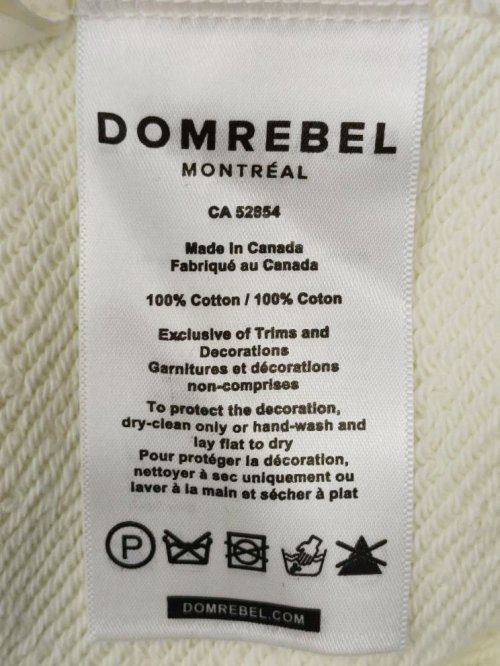 DOMREBEL
MONTRÉAL
CA 52854
Made In Canada
Fabriqué au Canada
100% Cotton / 100% Coton
Exclusive of Trims and
Decorations
Garnitures et décorations
non-comprises
To protect the decoration,
dry-clean only or hand-wash and
lay flat to dry
Pour protéger la décoration,
nettoyer à sec uniquement ou
laver à la main et sécher à plat
P
DOMREBEL.COM